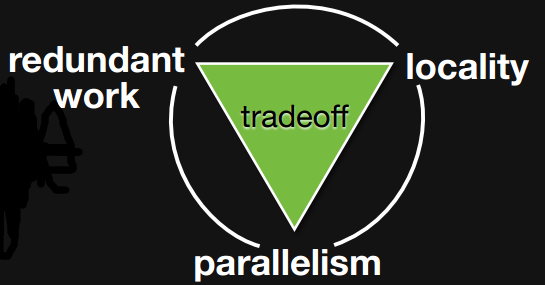 redundant
work
locality
tradeoff
parallelism